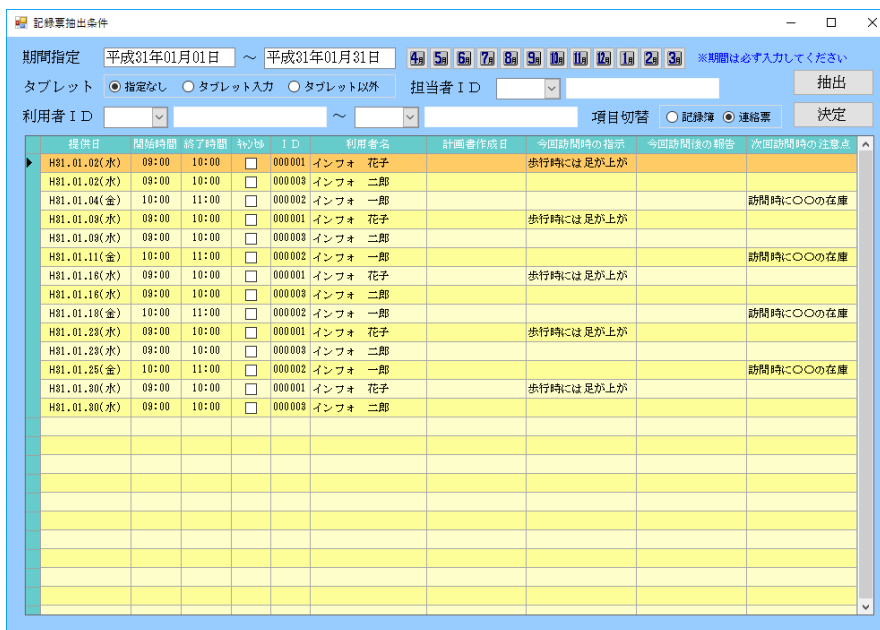 記録票抽出条件
期間指定 平成31年01月01日 ～ 平成31年01月31日 4月 5月 6月 7月 8月 9月 10月 11月 12月 1月 2月 3月 ※期間は必ず入力してください
タブレット 指定なし タブレット入力 タブレット以外 担当者ＩＤ 抽出
利用者ＩＤ ～ 項目切替 記録簿 連絡票 決定
提供日 開始時間 終了時間 ｷｬﾝｾﾙ ＩＤ 利用者名 計画書作成日 今回訪問時の指示 今回訪問後の報告 次回訪問時の注意点
H31.01.02(水) 09:00 10:00 000001 インフォ 花子 歩行時には足が上が
H31.01.02(水) 09:00 10:00 000003 インフォ 二郎
H31.01.04(金) 10:00 11:00 000002 インフォ 一郎 訪問時に〇〇の在庫
H31.01.09(水) 09:00 10:00 000001 インフォ 花子 歩行時には足が上が
H31.01.09(水) 09:00 10:00 000003 インフォ 二郎
H31.01.11(金) 10:00 11:00 000002 インフォ 一郎 訪問時に〇〇の在庫
H31.01.16(水) 09:00 10:00 000001 インフォ 花子 歩行時には足が上が
H31.01.16(水) 09:00 10:00 000003 インフォ 二郎
H31.01.18(金) 10:00 11:00 000002 インフォ 一郎 訪問時に〇〇の在庫
H31.01.23(水) 09:00 10:00 000001 インフォ 花子 歩行時には足が上が
H31.01.23(水) 09:00 10:00 000003 インフォ 二郎
H31.01.25(金) 10:00 11:00 000002 インフォ 一郎 訪問時に〇〇の在庫
H31.01.30(水) 09:00 10:00 000001 インフォ 花子 歩行時には足が上が
H31.01.30(水) 09:00 10:00 000003 インフォ 二郎